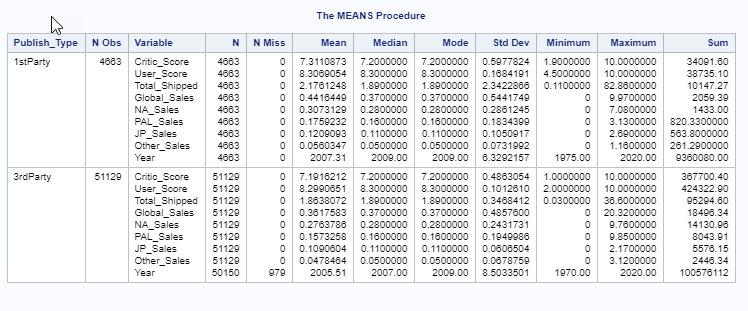 The MEANS Procedure
Publish_Type N Obs Variable N N Miss Mean Median Mode Std Dev Minimum Maximum Sum
1stParty 4663 Critic_Score 4663 0 7.3110873 7.2000000 7.2000000 0.5977824 1.9000000 10.0000000 34091.60
User_Score 4663 0 8.3069054 8.3000000 8.3000000 0.1684191 4.5000000 10.0000000 38735.10
Total_Shipped 4663 0 2.1761248 1.8900000 1.8900000 2.3422866 0.1100000 82.8600000 10147.27
Global_Sales 4663 0 0.4416449 0.3700000 0.3700000 0.5441749 0 9.9700000 2059.39
NA_Sales 4663 0 0.3073129 0.2800000 0.2800000 0.2861245 0 7.0800000 1433.00
PAL_Sales 4663 0 0.1759232 0.1600000 0.1600000 0.1834399 0 3.1300000 820.3300000
JP_Sales 4663 0 0.1209093 0.1100000 0.1100000 0.1050917 0 2.6900000 563.8000000
Other_Sales 4663 0 0.0560347 0.0500000 0.0500000 0.0731992 0 1.1600000 261.2900000
Year 4663 0 2007.31 2009.00 2009.00 6.3292157 1975.00 2020.00 9360080.00
3rdParty 51129 Critic_Score 51129 0 7.1916212 7.2000000 7.2000000 0.4863054 1.0000000 10.0000000 367700.40
User_Score 51129 0 8.2990651 8.3000000 8.3000000 0.1012610 2.0000000 10.0000000 424322.90
Total_Shipped 51129 0 1.8638072 1.8900000 1.8900000 0.3468412 0.0300000 36.6000000 95294.60
Global_Sales 51129 0 0.3617583 0.3700000 0.3700000 0.4857600 0 20.3200000 18496.34
NA_Sales 51129 0 0.2763786 0.2800000 0.2800000 0.2431731 0 9.7600000 14130.96
PAL_Sales 51129 0 0.1573258 0.1600000 0.1600000 0.1949986 0 9.8500000 8043.91
JP_Sales 51129 0 0.1090604 0.1100000 0.1100000 0.0606504 0 2.1700000 5576.15
Other_Sales 51129 0 0.0478464 0.0500000 0.0500000 0.0678759 0 3.1200000 2446.34
Year 50150 979 2005.51 2007.00 2009.00 8.5033501 1970.00 2020.00 100576112